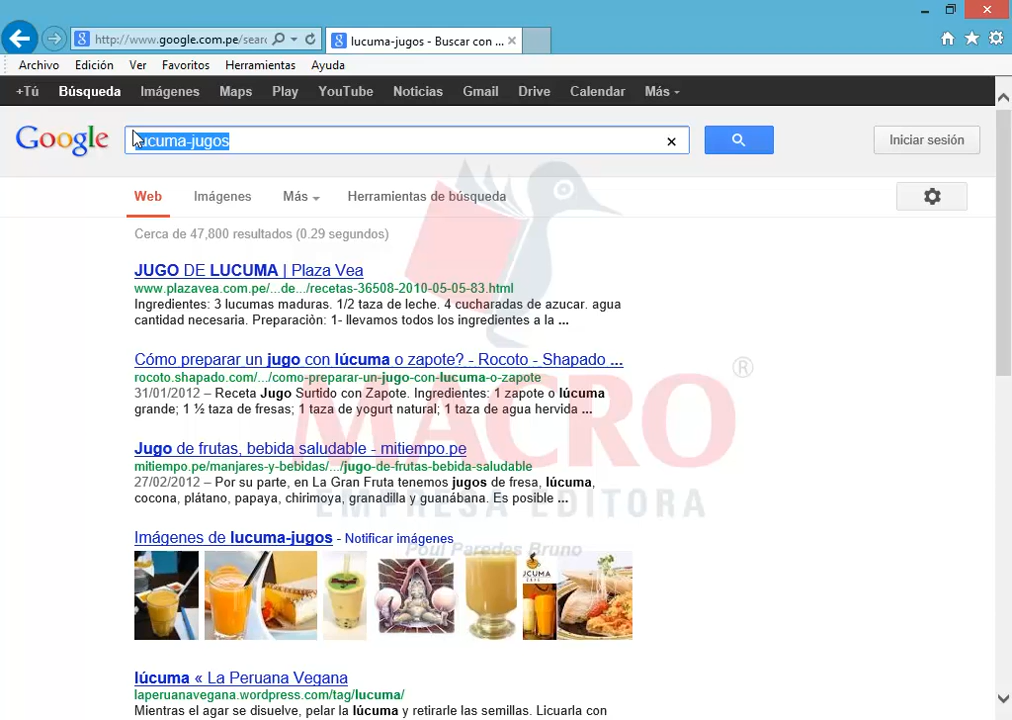 http://www.google.com.pe/searc
lucuma-jugos - Buscar con ...
Archivo Edición Ver Favoritos Herramientas Ayuda
+Tú Búsqueda Imágenes Maps Play YouTube Noticias Gmail Drive Calendar Más
Google lucuma-jugos Iniciar sesión
Web Imágenes Más Herramientas de búsqueda
Cerca de 47,800 resultados (0.29 segundos)
JUGO DE LUCUMA | Plaza Vea
www.plazavea.com.pe/...de.../recetas-36508-2010-05-05-83.html
Ingredientes: 3 lucumas maduras. 1/2 taza de leche. 4 cucharadas de azucar. agua
cantidad necesaria. Preparaciòn: 1- llevamos todos los ingredientes a la ...
Cómo preparar un jugo con lúcuma o zapote? - Rocoto - Shapado ...
rocoto.shapado.com/.../como-preparar-un-jugo-con-lucuma-o-zapote
31/01/2012 – Receta Jugo Surtido con Zapote. Ingredientes: 1 zapote o lúcuma
grande; 1 ½ taza de fresas; 1 taza de yogurt natural; 1 taza de agua hervida ...
Jugo de frutas, bebida saludable - mitiempo.pe
mitiempo.pe/manjares-y-bebidas/.../jugo-de-frutas-bebida-saludable
27/02/2012 – Por su parte, en La Gran Fruta tenemos jugos de fresa, lúcuma,
cocona, plátano, papaya, chirimoya, granadilla y guanábana. Es posible ...
MACRO ®
EMPRESA EDITORA
Poul Paredes Bruno
Imágenes de lucuma-jugos - Notificar imágenes
lúcuma « La Peruana Vegana
laperuanavegana.wordpress.com/tag/lucuma/
Mientras el agar se disuelve, pelar la lúcuma y retirarle las semillas. Licuarla con